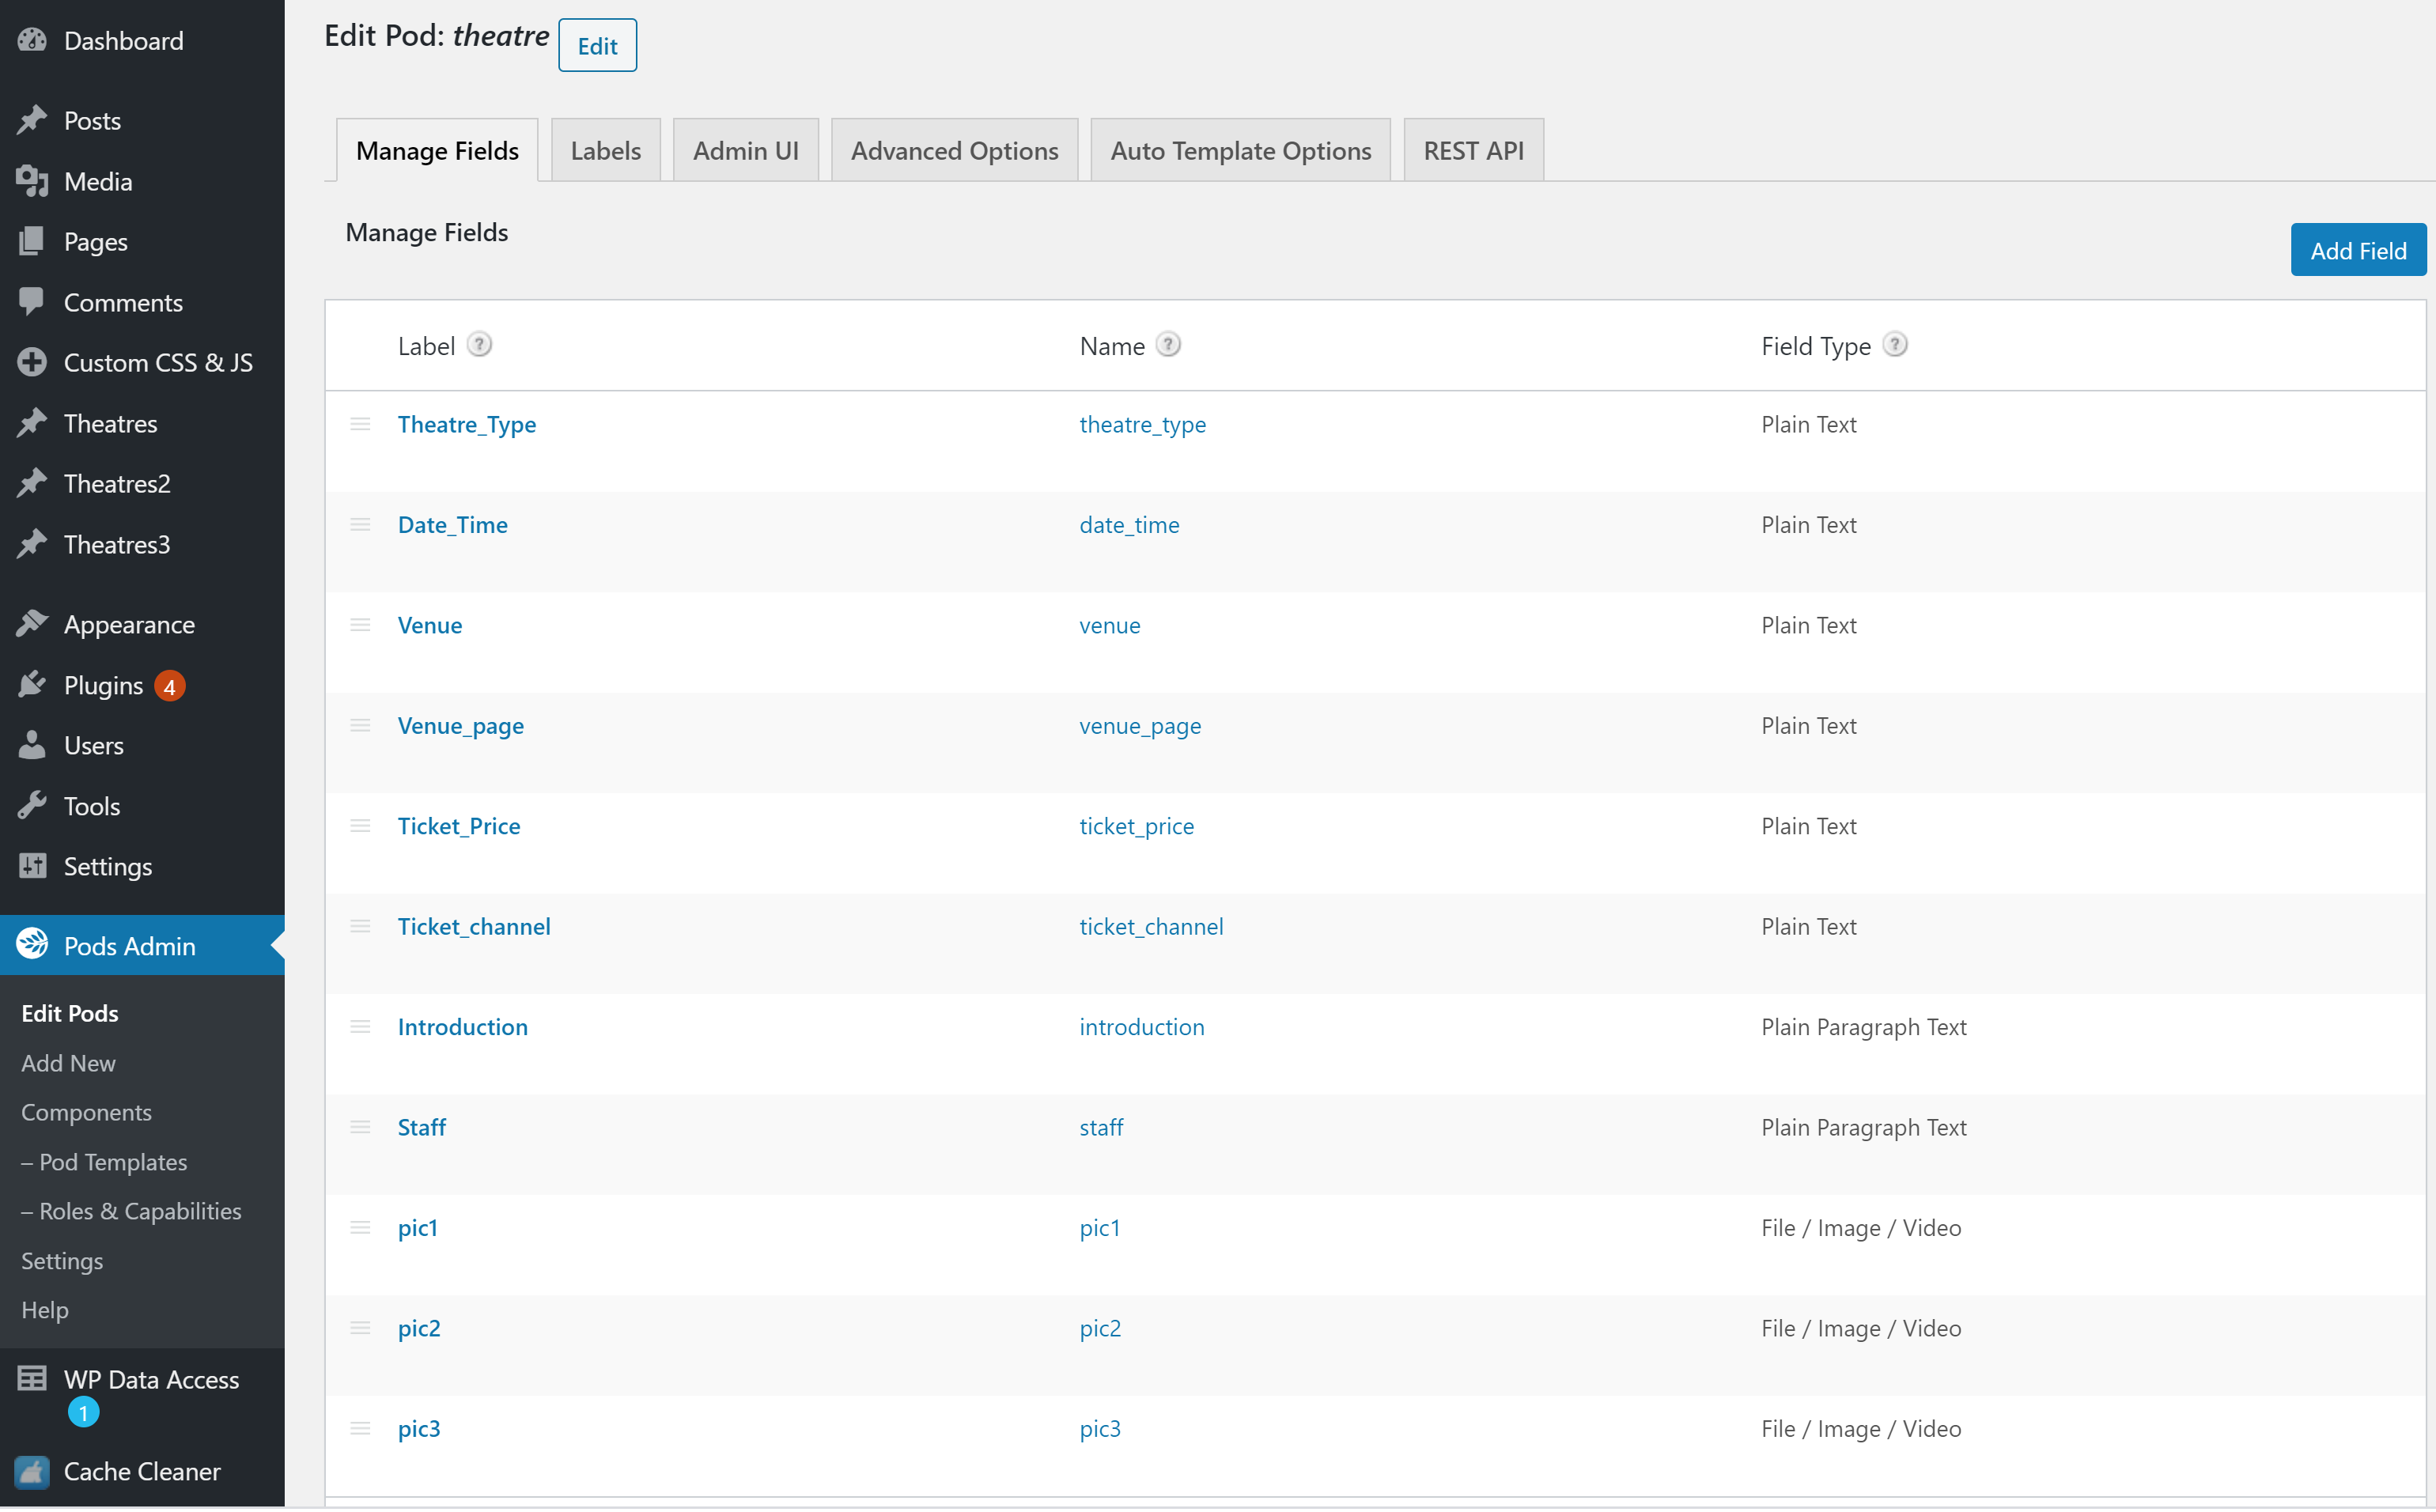 Dashboard
Posts
Media
Pages
Comments
Custom CSS & JS
Theatres
Theatres2
Theatres3
Appearance
Plugins 4
Users
Tools
Settings
Pods Admin
Edit Pods
Add New
Components
– Pod Templates
– Roles & Capabilities
Settings
Help
WP Data Access
1
Cache Cleaner
Edit Pod: theatre Edit
Manage Fields Labels Admin UI Advanced Options Auto Template Options REST API
Manage Fields
Add Field
Label ? Name ? Field Type ?
Theatre_Type theatre_type Plain Text
Date_Time date_time Plain Text
Venue venue Plain Text
Venue_page venue_page Plain Text
Ticket_Price ticket_price Plain Text
Ticket_channel ticket_channel Plain Text
Introduction introduction Plain Paragraph Text
Staff staff Plain Paragraph Text
pic1 pic1 File / Image / Video
pic2 pic2 File / Image / Video
pic3 pic3 File / Image / Video